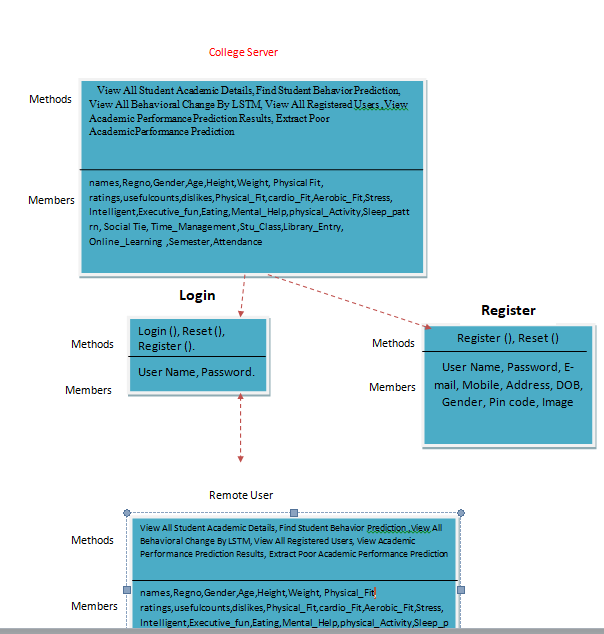 College Server
Methods
View All Student Academic Details, Find Student Behavior Prediction,
View All Behavioral Change By LSTM, View All Registered Users ,View
Academic Performance Prediction Results, Extract Poor
AcademicPerformance Prediction
Members
names,Regno,Gender,Age,Height,Weight, Physical Fit,
ratings,usefulcounts,dislikes,Physical_Fit,cardio_Fit,Aerobic_Fit,Stress,
Intelligent,Executive_fun,Eating,Mental_Help,physical_Activity,Sleep_patt
rn, Social Tie, Time_Management ,Stu_Class,Library_Entry,
Online_Learning ,Semester,Attendance
Login
Methods
Login (), Reset (),
Register ().
Members
User Name, Password.
Register
Methods
Register (), Reset ()
Members
User Name, Password, E-
mail, Mobile, Address, DOB,
Gender, Pin code, Image
Remote User
Methods
View All Student Academic Details, Find Student Behavior Prediction ,View All
Behavioral Change By LSTM, View All Registered Users, View Academic
Performance Prediction Results, Extract Poor Academic Performance Prediction
Members
names,Regno,Gender,Age,Height,Weight, Physical_Fit
ratings,usefulcounts,dislikes,Physical_Fit,cardio_Fit,Aerobic_Fit,Stress,
Intelligent,Executive_fun,Eating,Mental_Help,physical_Activity,Sleep_p